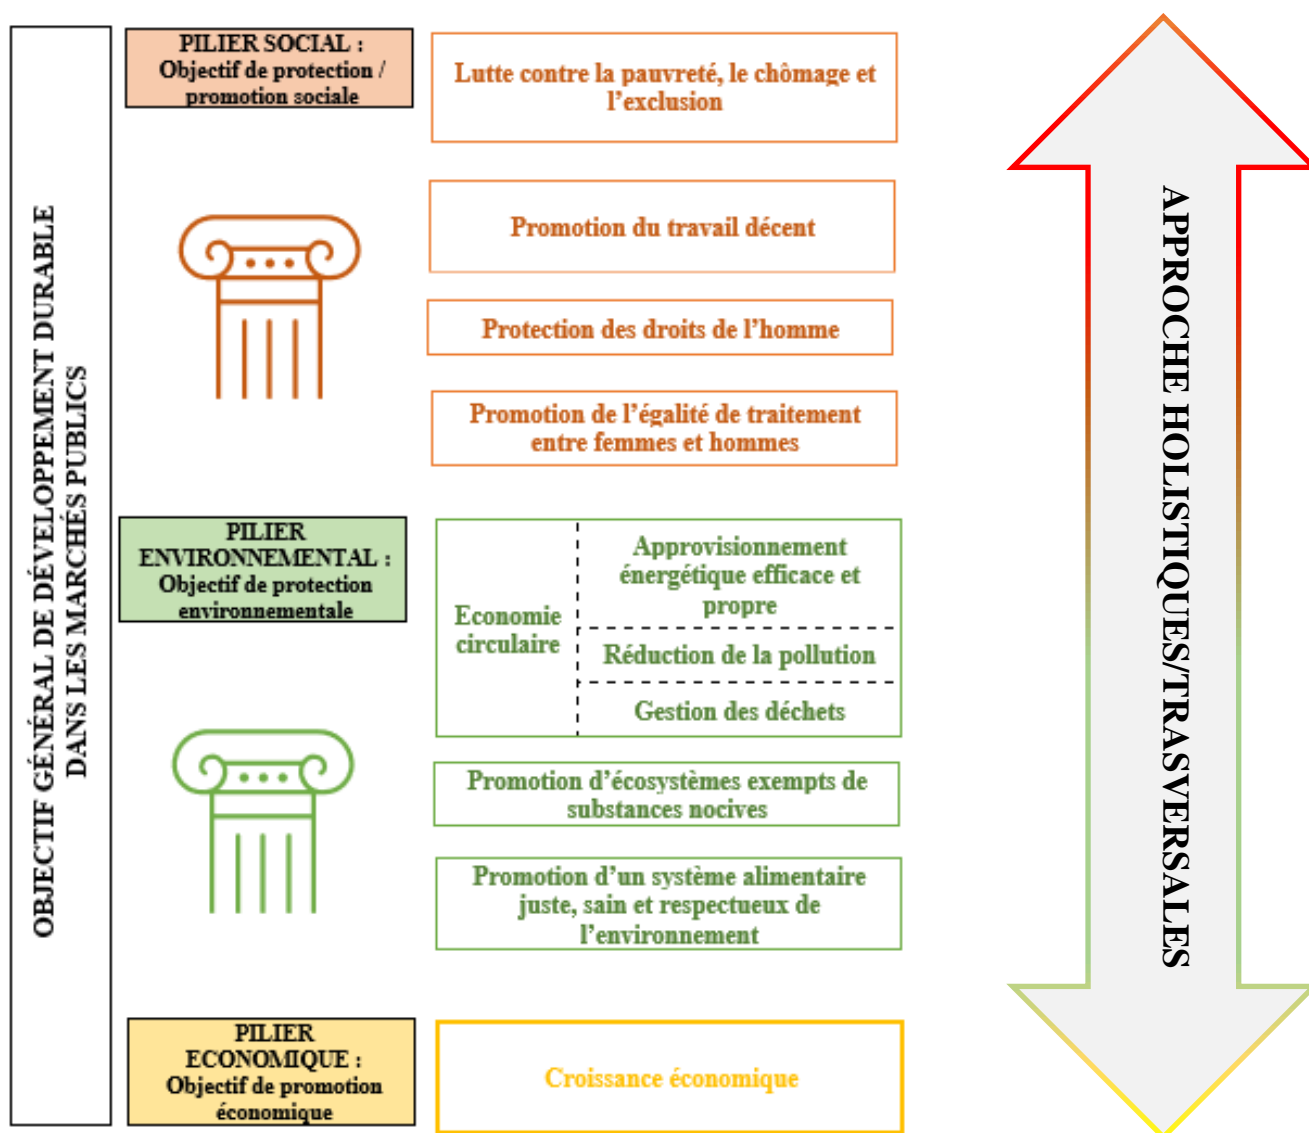 OBJECTIF GÉNÉRAL DE DÉVELOPPEMENT DURABLE
DANS LES MARCHÉS PUBLICS
PILIER SOCIAL :
Objectif de protection /
promotion sociale
Lutte contre la pauvreté, le chômage et
l’exclusion
Promotion du travail décent
Protection des droits de l’homme
Promotion de l’égalité de traitement
entre femmes et hommes
PILIER
ENVIRONNEMENTAL :
Objectif de protection
environnementale
Economie
circulaire
Approvisionnement
énergétique efficace et
propre
Réduction de la pollution
Gestion des déchets
Promotion d’écosystèmes exempts de
substances nocives
Promotion d’un système alimentaire
juste, sain et respectueux de
l’environnement
PILIER
ECONOMIQUE :
Objectif de promotion
économique
Croissance économique
APPROCHE HOLISTIQUES/TRASVERSALES